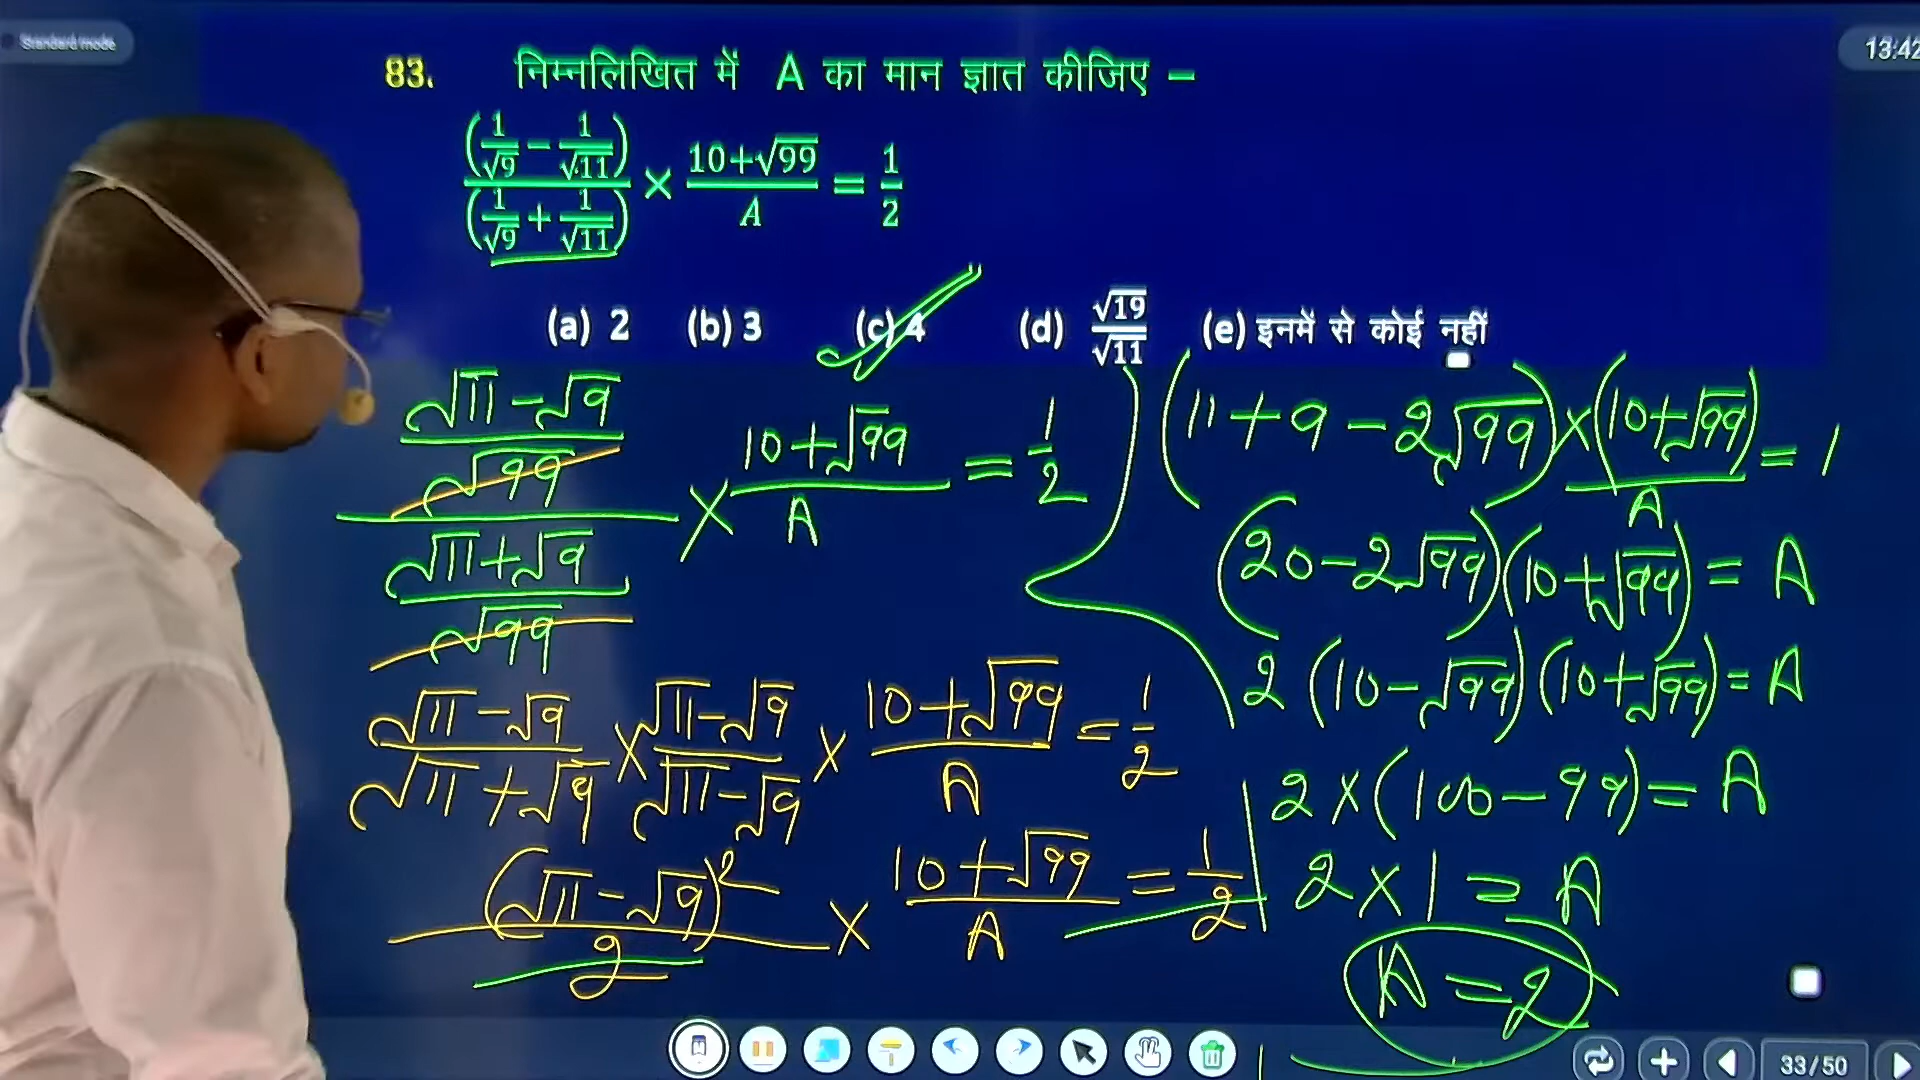 Standard mode
13:42
83. निम्नलिखित में A का मान ज्ञात कीजिए –
(1/√9 − 1/√11)/(1/√9 + 1/√11) × (10+√99)/A = 1/2
(a) 2 (b) 3 (c) 4 (d) √19/√11 (e) इनमें से कोई नहीं
((√11 − √9)/√99)/((√11 + √9)/√99) × (10+√99)/A = 1/2
(√11 − √9)/(√11 + √9) × (√11 − √9)/(√11 − √9) × (10+√99)/A = 1/2
(√11 − √9)²/2 × (10+√99)/A = 1/2
(11+9−2√99) × (10+√99)/A = 1
(20−2√99)(10+√99) = A
2(10−√99)(10+√99) = A
2×(100−99) = A
2×1 = A
A = 2
33/50